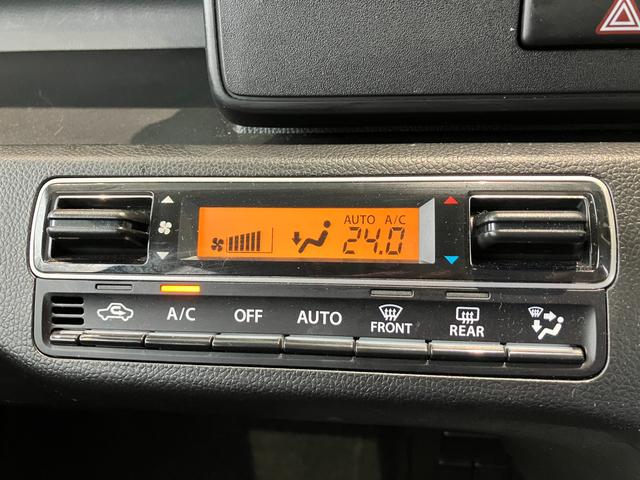 AUTO A/C
24.0
A/C
OFF
AUTO
FRONT
REAR